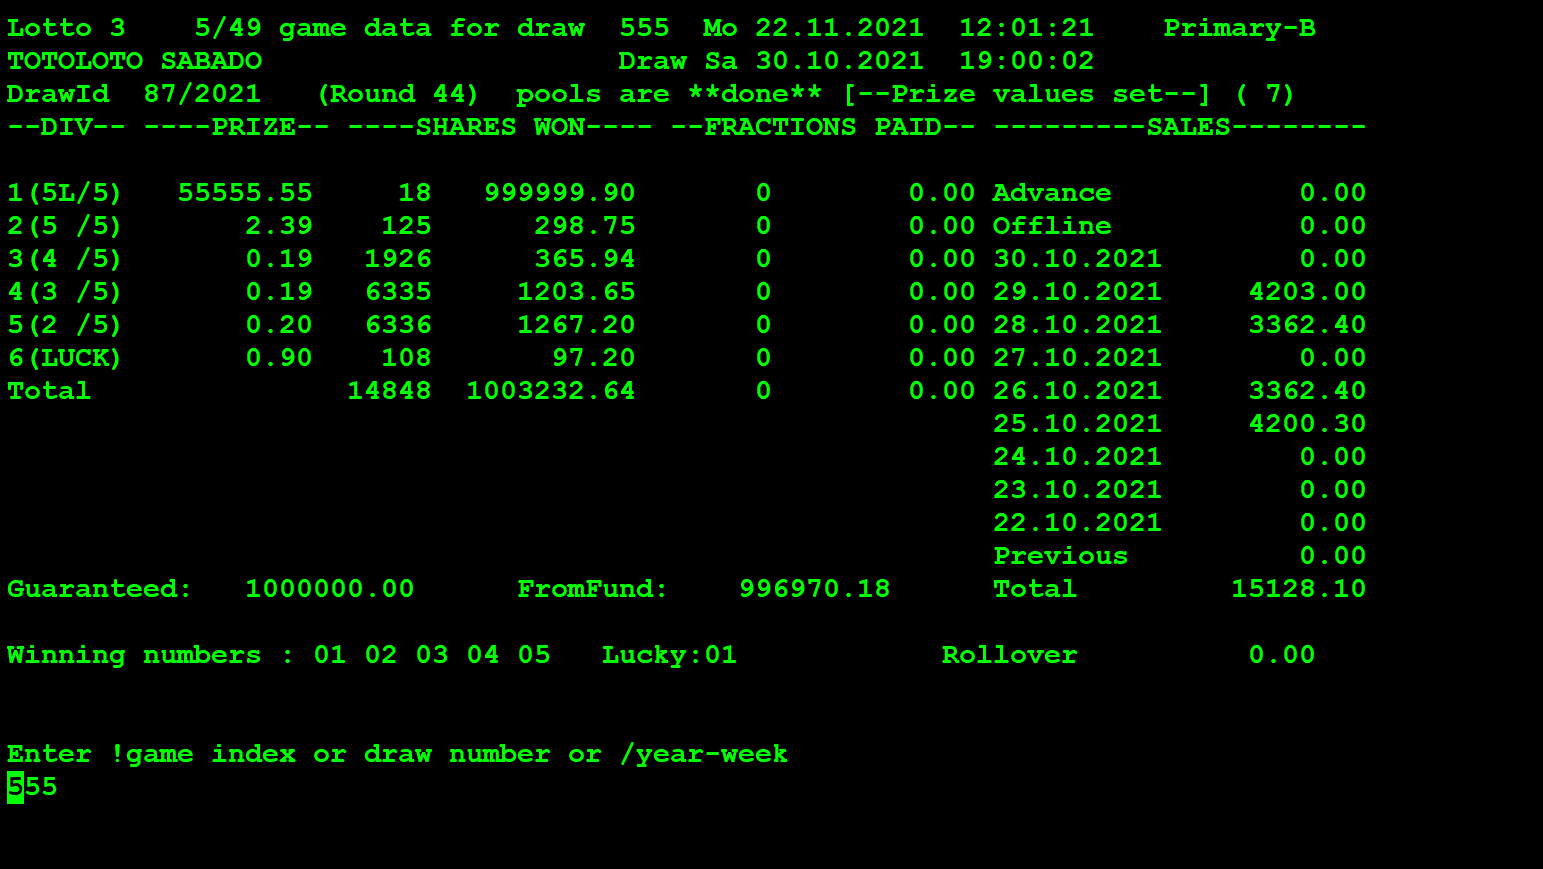 Lotto 3    5/49 game data for draw  555  Mo 22.11.2021  12:01:21    Primary-B
TOTOLOTO SABADO                     Draw Sa 30.10.2021  19:00:02
DrawId  87/2021   (Round 44)  pools are **done** [--Prize values set--] ( 7)
--DIV-- ----PRIZE-- ----SHARES WON---- --FRACTIONS PAID-- ---------SALES--------
1(5L/5)   55555.55     18   999999.90       0        0.00 Advance           0.00
2(5 /5)       2.39    125      298.75       0        0.00 Offline           0.00
3(4 /5)       0.19   1926      365.94       0        0.00 30.10.2021        0.00
4(3 /5)       0.19   6335     1203.65       0        0.00 29.10.2021     4203.00
5(2 /5)       0.20   6336     1267.20       0        0.00 28.10.2021     3362.40
6(LUCK)       0.90    108       97.20       0        0.00 27.10.2021        0.00
Total               14848  1003232.64       0        0.00 26.10.2021     3362.40
                                                          25.10.2021     4200.30
                                                          24.10.2021        0.00
                                                          23.10.2021        0.00
                                                          22.10.2021        0.00
                                                          Previous          0.00
Guaranteed:   1000000.00      FromFund:    996970.18      Total         15128.10
Winning numbers : 01 02 03 04 05   Lucky:01            Rollover          0.00
Enter !game index or draw number or /year-week
555